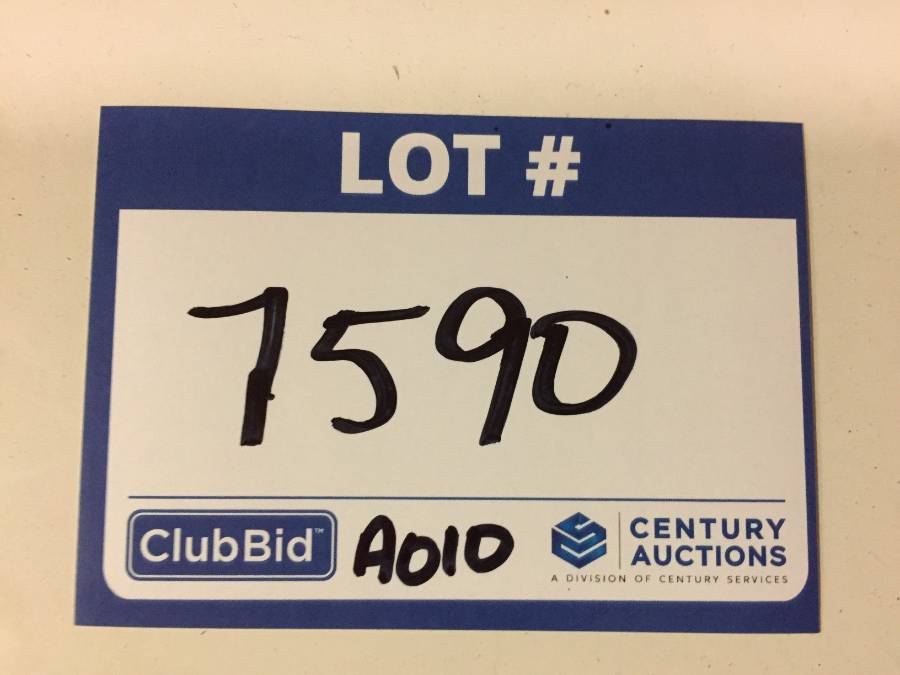 LOT #
7590
ClubBid™ A010 CENTURY AUCTIONS
A DIVISION OF CENTURY SERVICES